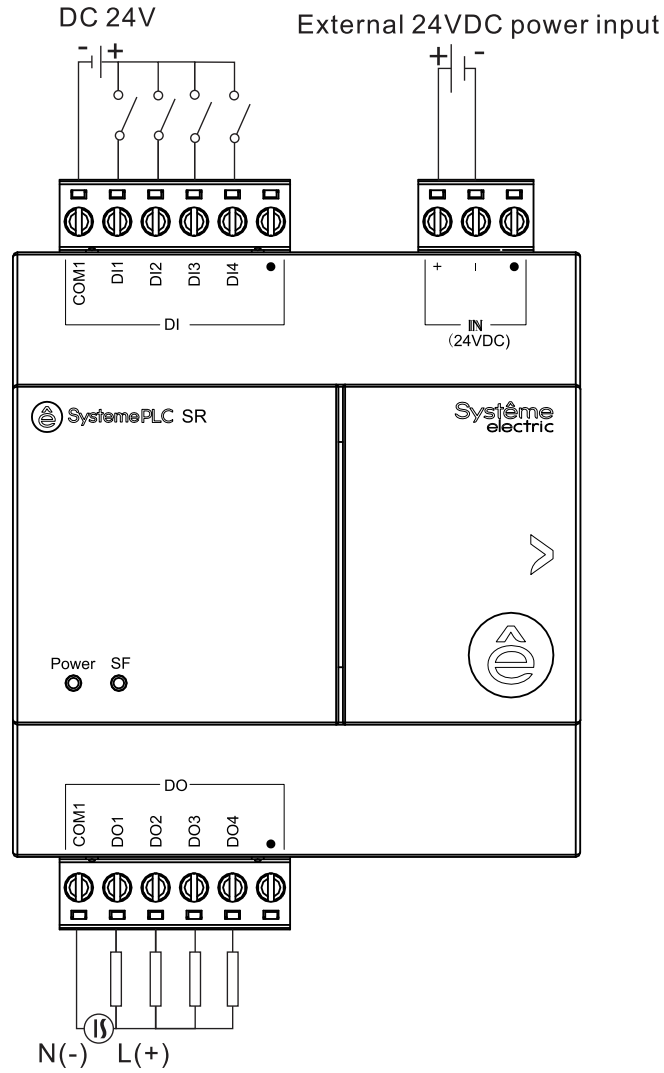 DC 24V
External 24VDC power input
- +
+ -
COM1 DI1 DI2 DI3 DI4 •
+ − •
DI
IN
(24VDC)
ê SystemePLC SR
Systême
electric
ê
Power SF
DO
COM1 DO1 DO2 DO3 DO4 •
N(-) L(+)